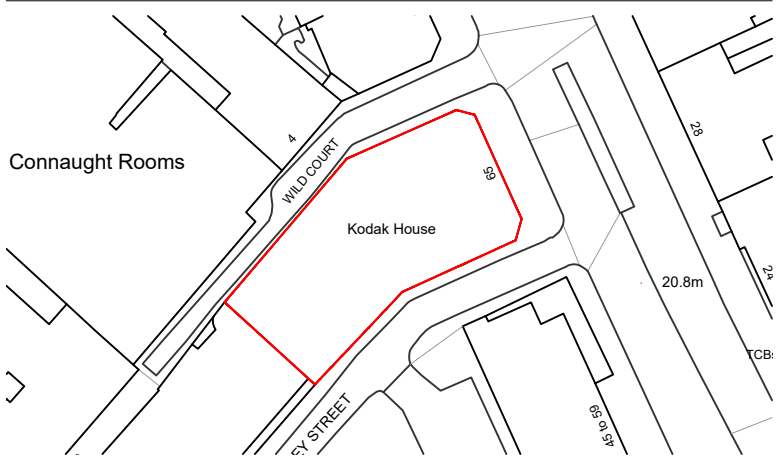 28
4
Connaught Rooms
WILD COURT
65
Kodak House
24
20.8m
TCBs
EY STREET
45 to 59